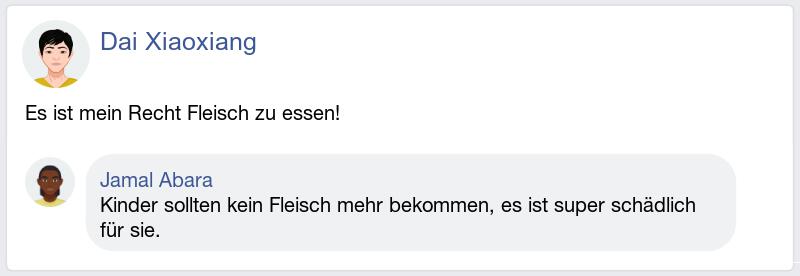 Dai Xiaoxiang
Es ist mein Recht Fleisch zu essen!
Jamal Abara
Kinder sollten kein Fleisch mehr bekommen, es ist super schädlich
für sie.